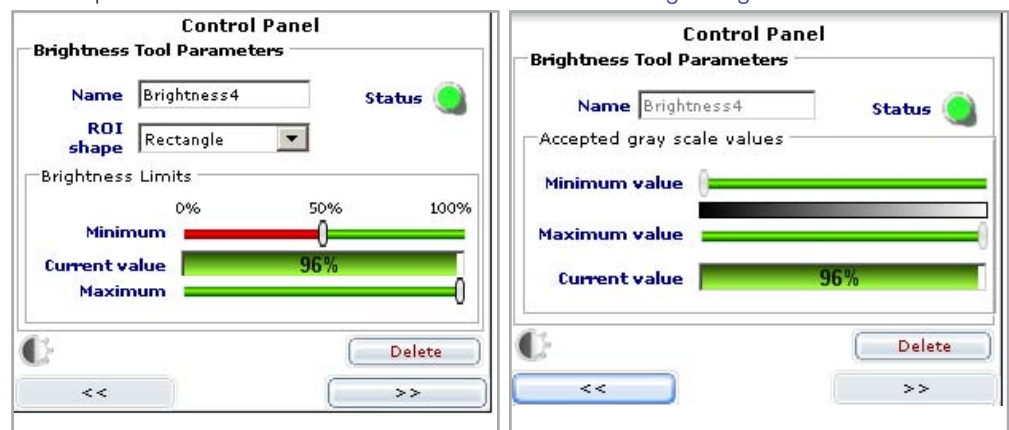 Control Panel
Brightness Tool Parameters
Name Brightness4 Status
ROI shape Rectangle
Brightness Limits
0% 50% 100%
Minimum
Current value 96%
Maximum
Delete
<< >>
Control Panel
Brightness Tool Parameters
Name Brightness4 Status
Accepted gray scale values
Minimum value
Maximum value
Current value 96%
Delete
<< >>